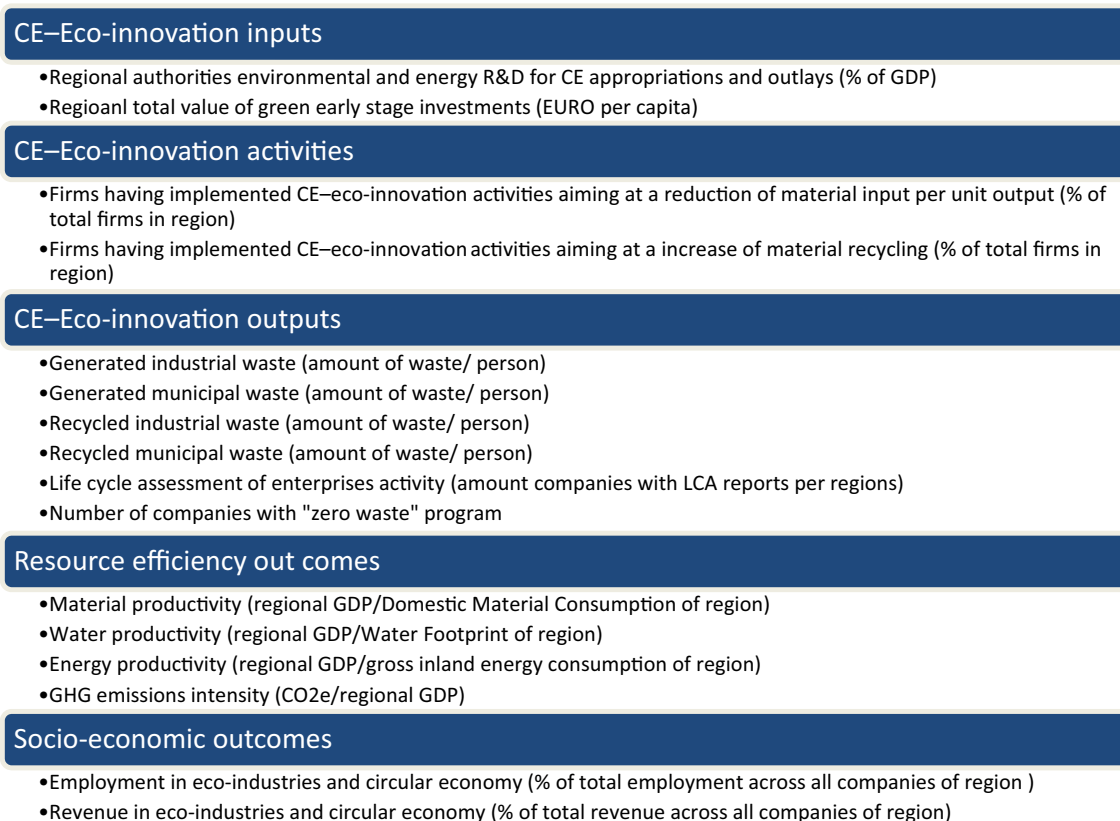 CE–Eco-innovation inputs
•Regional authorities environmental and energy R&D for CE appropriations and outlays (% of GDP)
•Regioanl total value of green early stage investments (EURO per capita)
CE–Eco-innovation activities
•Firms having implemented CE–eco-innovation activities aiming at a reduction of material input per unit output (% of
total firms in region)
•Firms having implemented CE–eco-innovation activities aiming at a increase of material recycling (% of total firms in
region)
CE–Eco-innovation outputs
•Generated industrial waste (amount of waste/ person)
•Generated municipal waste (amount of waste/ person)
•Recycled industrial waste (amount of waste/ person)
•Recycled municipal waste (amount of waste/ person)
•Life cycle assessment of enterprises activity (amount companies with LCA reports per regions)
•Number of companies with "zero waste" program
Resource efficiency out comes
•Material productivity (regional GDP/Domestic Material Consumption of region)
•Water productivity (regional GDP/Water Footprint of region)
•Energy productivity (regional GDP/gross inland energy consumption of region)
•GHG emissions intensity (CO2e/regional GDP)
Socio-economic outcomes
•Employment in eco-industries and circular economy (% of total employment across all companies of region )
•Revenue in eco-industries and circular economy (% of total revenue across all companies of region)